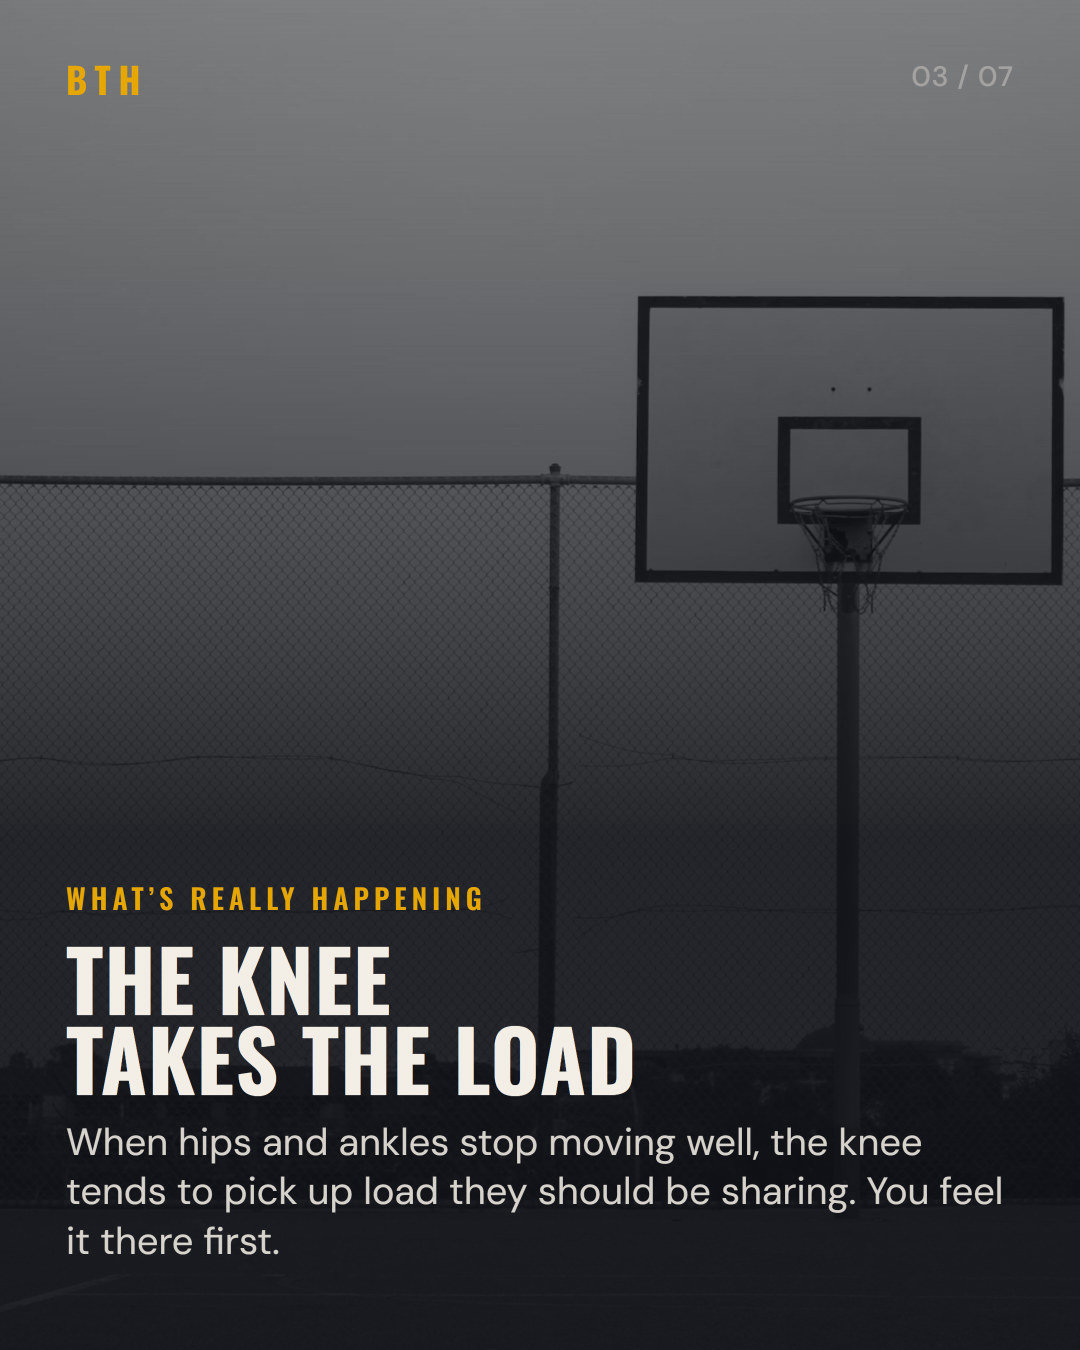 BTH
03 / 07
WHAT’S REALLY HAPPENING
THE KNEE
TAKES THE LOAD
When hips and ankles stop moving well, the knee
tends to pick up load they should be sharing. You feel
it there first.